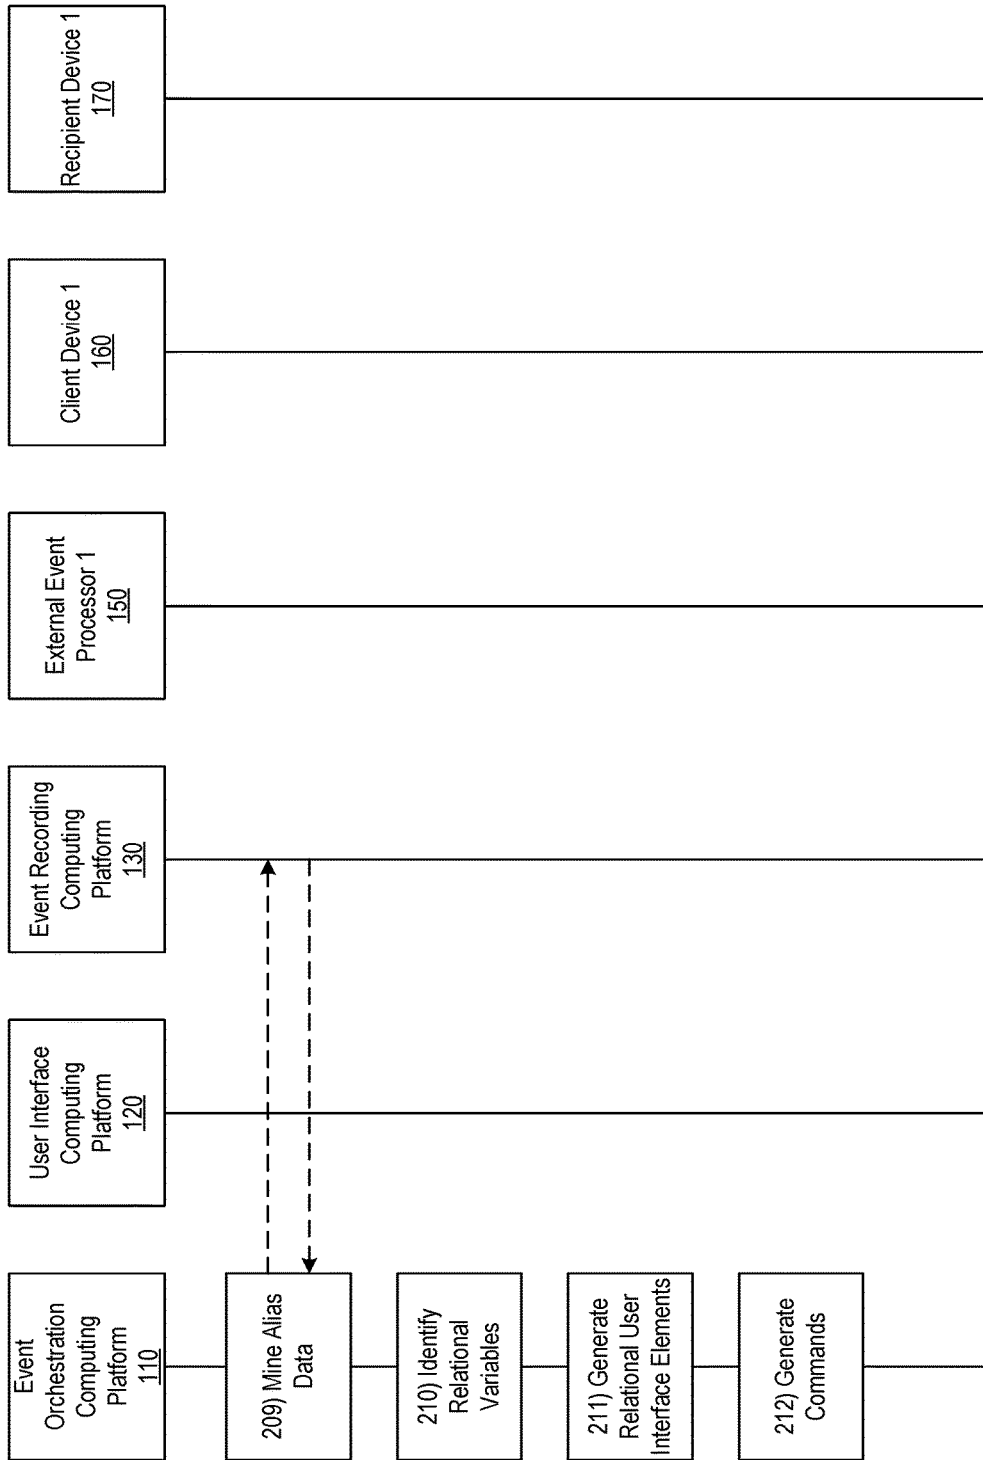 Event
Orchestration
Computing
Platform
110
User Interface
Computing
Platform
120
Event Recording
Computing
Platform
130
External Event
Processor 1
150
Client Device 1
160
Recipient Device 1
170
209) Mine Alias
Data
210) Identify
Relational
Variables
211) Generate
Relational User
Interface Elements
212) Generate
Commands